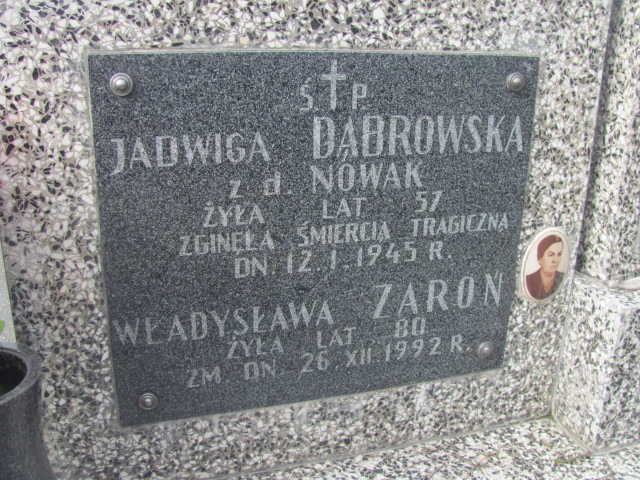 Ś † P
JADWIGA DĄBROWSKA
z d. NOWAK
ŻYŁA LAT 57
ZGINĘŁA ŚMIERCIĄ TRAGICZNĄ
DN 12.1.1945 R.
WŁADYSŁAWA ZAROŃ
ŻYŁA LAT 80
ZM DN. 26.XII 1992 R.